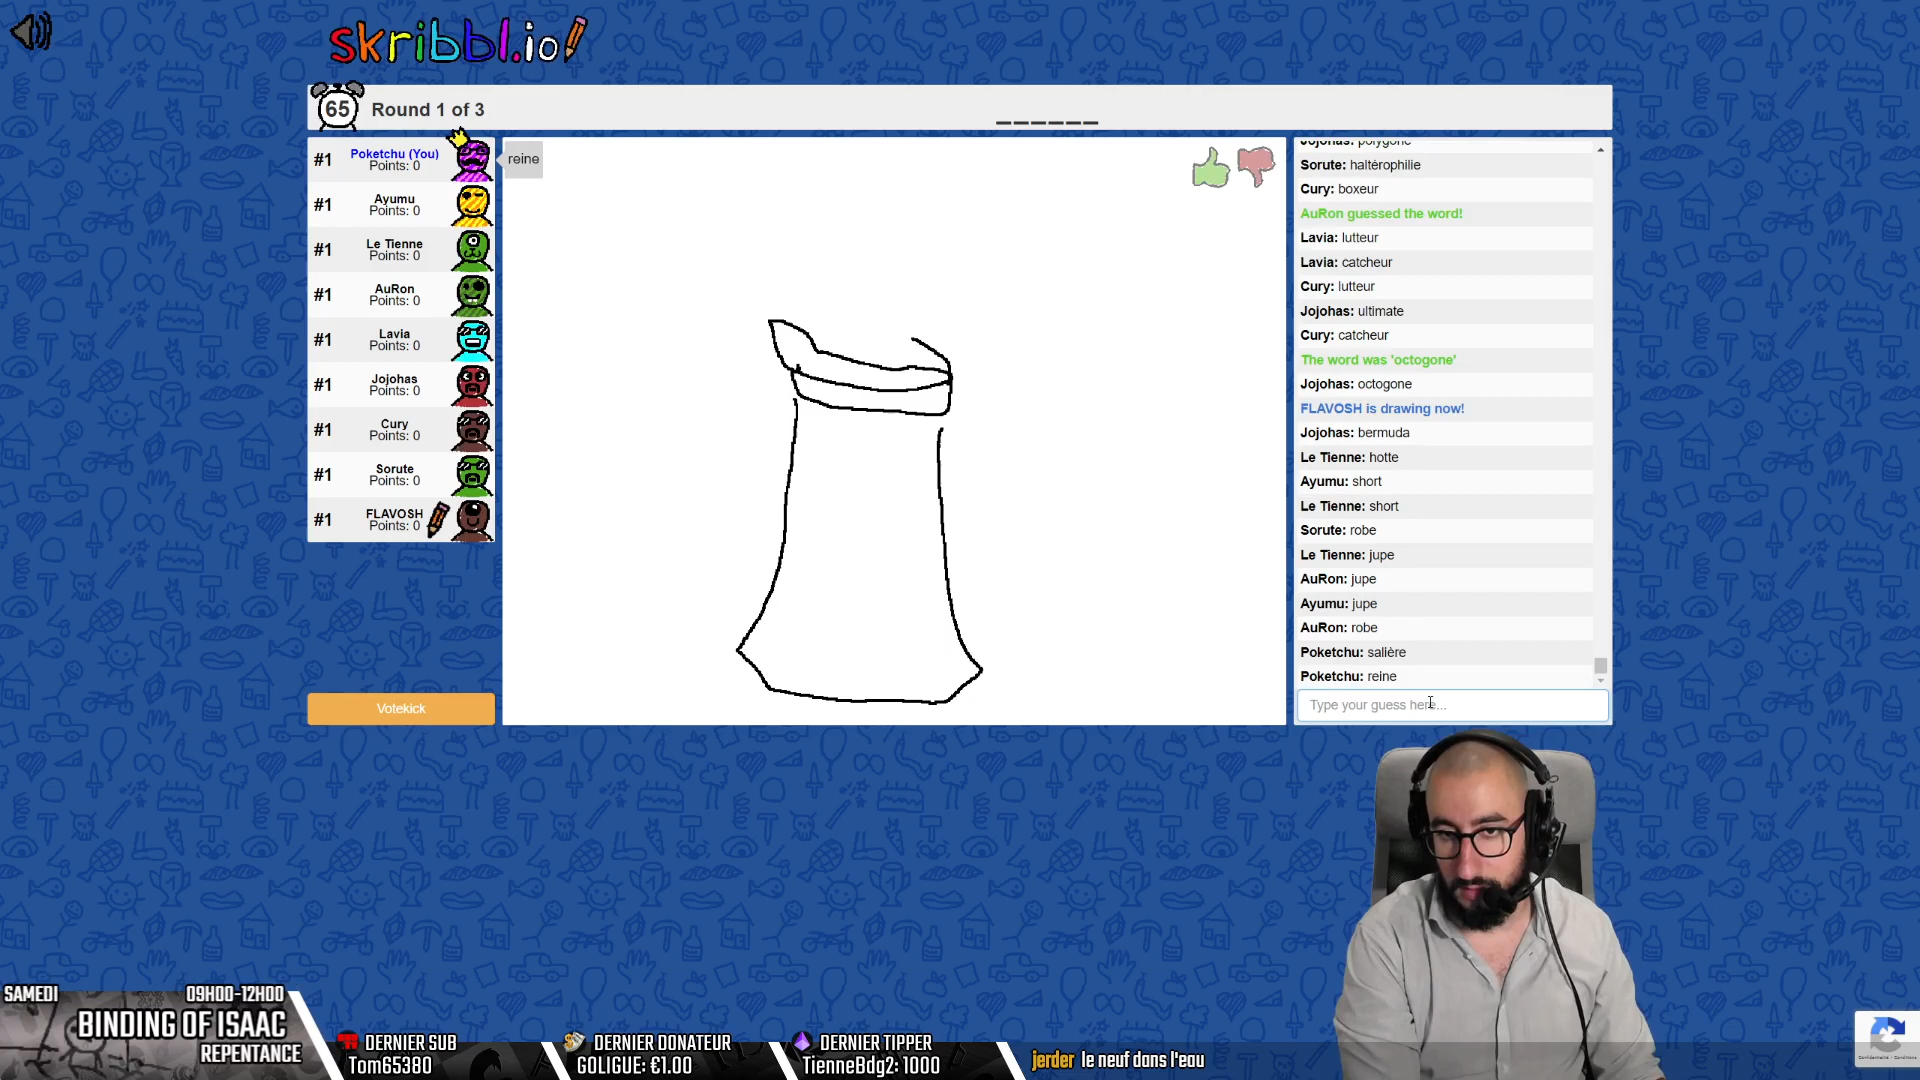 skribbl.io
65
Round 1 of 3
______
#1 Poketchu (You)
Points: 0
reine
#1 Ayumu
Points: 0
#1 Le Tienne
Points: 0
#1 AuRon
Points: 0
#1 Lavia
Points: 0
#1 Jojohas
Points: 0
#1 Cury
Points: 0
#1 Sorute
Points: 0
#1 FLAVOSH
Points: 0
Votekick
Jojohas: polygone
Sorute: haltérophilie
Cury: boxeur
AuRon guessed the word!
Lavia: lutteur
Lavia: catcheur
Cury: lutteur
Jojohas: ultimate
Cury: catcheur
The word was 'octogone'
Jojohas: octogone
FLAVOSH is drawing now!
Jojohas: bermuda
Le Tienne: hotte
Ayumu: short
Le Tienne: short
Sorute: robe
Le Tienne: jupe
AuRon: jupe
Ayumu: jupe
AuRon: robe
Poketchu: salière
Poketchu: reine
Type your guess here...
SAMEDI 09H00-12H00
BINDING OF ISAAC
REPENTANCE
DERNIER SUB
Tom65380
DERNIER DONATEUR
GOLIGUE: €1.00
DERNIER TIPPER
TienneBdg2: 1000
jerder le neuf dans l'eau